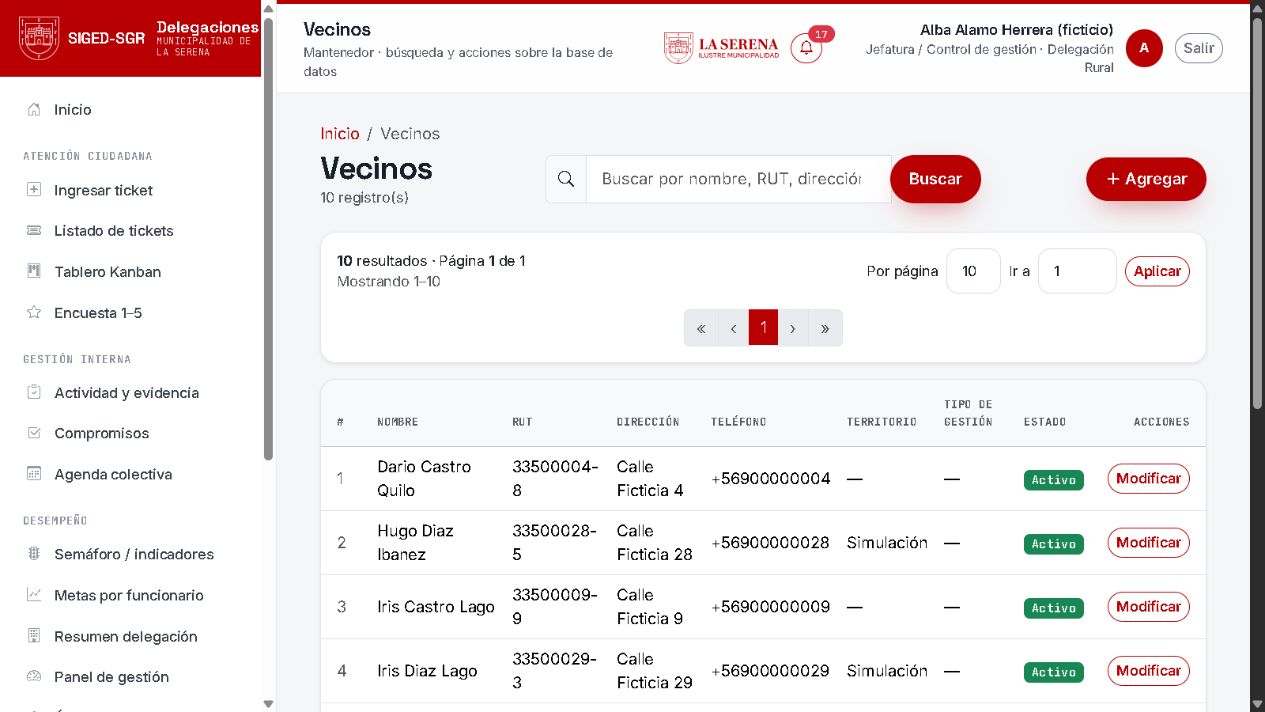 SIGED-SGR
Delegaciones
MUNICIPALIDAD DE
LA SERENA
Inicio
ATENCIÓN CIUDADANA
Ingresar ticket
Listado de tickets
Tablero Kanban
Encuesta 1–5
GESTIÓN INTERNA
Actividad y evidencia
Compromisos
Agenda colectiva
DESEMPEÑO
Semáforo / indicadores
Metas por funcionario
Resumen delegación
Panel de gestión
Vecinos
Mantenedor · búsqueda y acciones sobre la base de
datos
LA SERENA
ILUSTRE MUNICIPALIDAD
17
Alba Alamo Herrera (ficticio)
Jefatura / Control de gestión · Delegación
Rural
A
Salir
Inicio / Vecinos
Vecinos
10 registro(s)
Buscar por nombre, RUT, direcció
Buscar
+ Agregar
10 resultados · Página 1 de 1
Mostrando 1–10
Por página 10 Ir a 1 Aplicar
« ‹ 1 › »
# NOMBRE RUT DIRECCIÓN TELÉFONO TERRITORIO TIPO DE GESTIÓN ESTADO ACCIONES
1 Dario Castro Quilo 33500004-8 Calle Ficticia 4 +56900000004 — — Activo Modificar
2 Hugo Diaz Ibanez 33500028-5 Calle Ficticia 28 +56900000028 Simulación — Activo Modificar
3 Iris Castro Lago 33500009-9 Calle Ficticia 9 +56900000009 — — Activo Modificar
4 Iris Diaz Lago 33500029-3 Calle Ficticia 29 +56900000029 Simulación — Activo Modificar